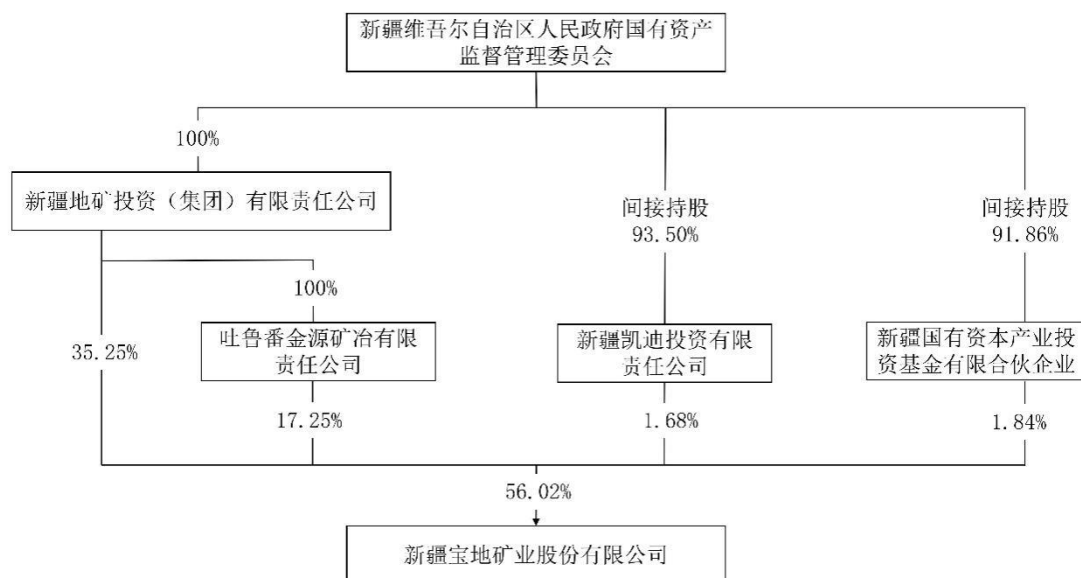 新疆维吾尔自治区人民政府国有资产
监督管理委员会
100%
新疆地矿投资（集团）有限责任公司
间接持股
93.50%
间接持股
91.86%
100%
35.25%
吐鲁番金源矿冶有限
责任公司
新疆凯迪投资有限
责任公司
新疆国有资本产业投
资基金有限合伙企业
17.25%
1.68%
1.84%
56.02%
新疆宝地矿业股份有限公司